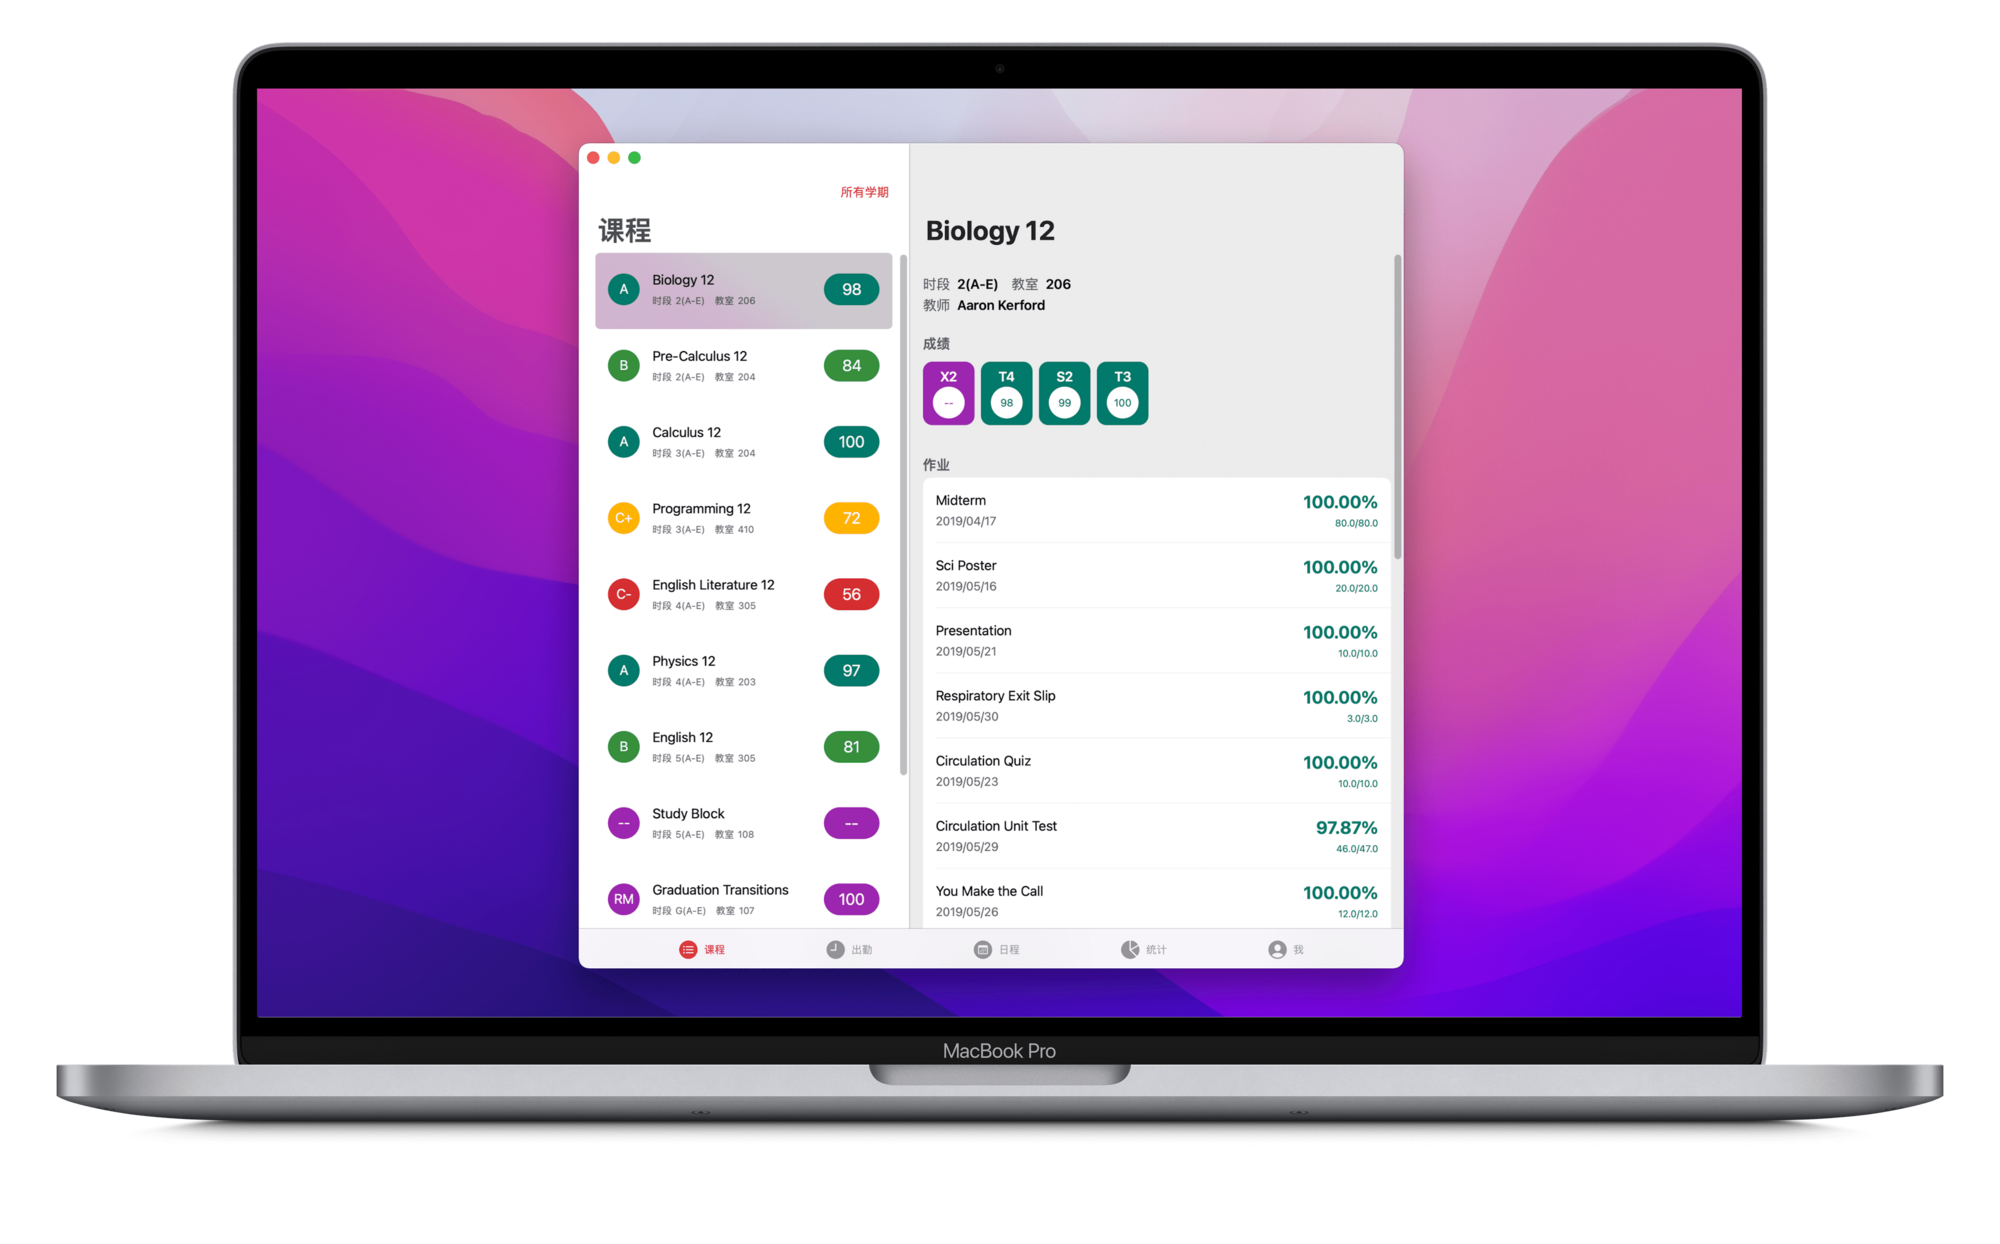 所有学期
课程
A
Biology 12
时段 2(A-E) 教室 206
98
B
Pre-Calculus 12
时段 2(A-E) 教室 204
84
A
Calculus 12
时段 3(A-E) 教室 204
100
C+
Programming 12
时段 3(A-E) 教室 410
72
C-
English Literature 12
时段 4(A-E) 教室 305
56
A
Physics 12
时段 4(A-E) 教室 203
97
B
English 12
时段 5(A-E) 教室 305
81
--
Study Block
时段 5(A-E) 教室 108
--
RM
Graduation Transitions
时段 G(A-E) 教室 107
100
Biology 12
时段 2(A-E) 教室 206
教师 Aaron Kerford
成绩
X2 T4 S2 T3
-- 98 99 100
作业
Midterm 100.00%
2019/04/17 80.0/80.0
Sci Poster 100.00%
2019/05/16 20.0/20.0
Presentation 100.00%
2019/05/21 10.0/10.0
Respiratory Exit Slip 100.00%
2019/05/30 3.0/3.0
Circulation Quiz 100.00%
2019/05/23 10.0/10.0
Circulation Unit Test 97.87%
2019/05/29 46.0/47.0
You Make the Call 100.00%
2019/05/26 12.0/12.0
课程 出勤 日程 统计 我
MacBook Pro